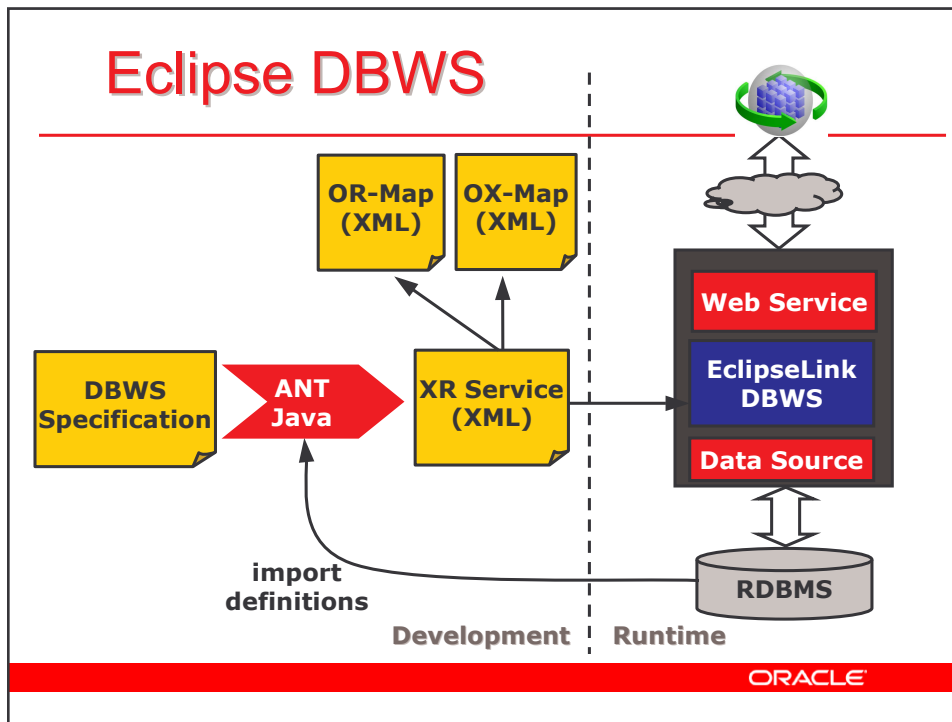 Eclipse DBWS
OR-Map
(XML)
OX-Map
(XML)
Web Service
DBWS
Specification
ANT
Java
XR Service
(XML)
EclipseLink
DBWS
Data Source
import
definitions
RDBMS
Development
Runtime
ORACLE